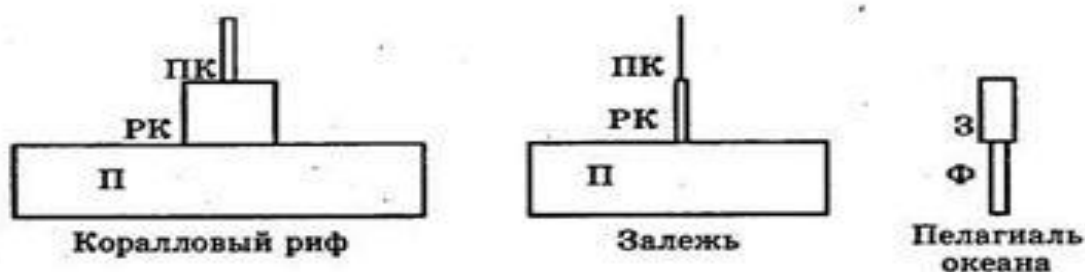 ПК
РК
П
Коралловый риф
ПК
РК
П
Залежь
З
Ф
Пелагиаль
океана